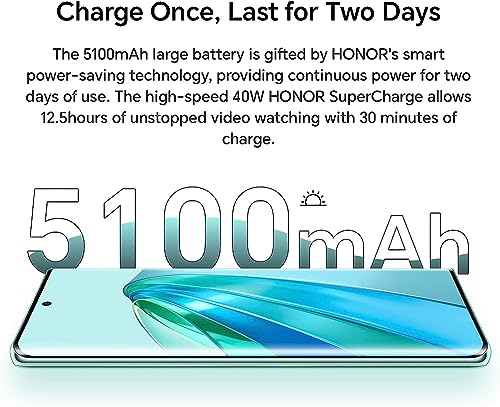 Charge Once, Last for Two Days
The 5100mAh large battery is gifted by HONOR's smart
power-saving technology, providing continuous power for two
days of use. The high-speed 40W HONOR SuperCharge allows
12.5hours of unstopped video watching with 30 minutes of
charge.
5100mAh